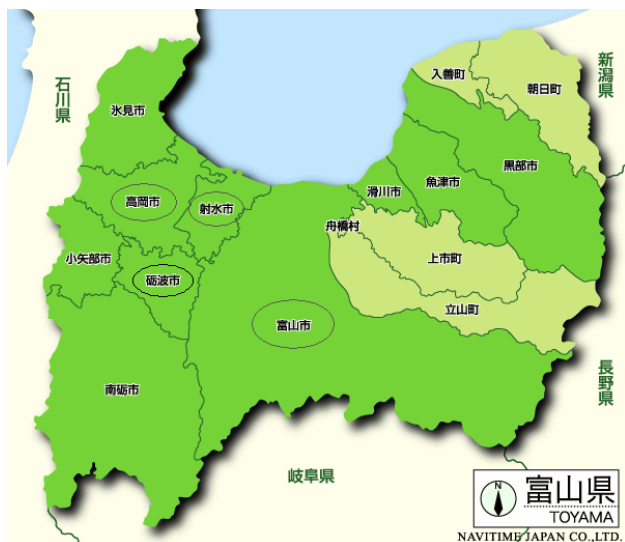 新潟県
入善町
朝日町
石川県
氷見市
黒部市
魚津市
滑川市
高岡市
射水市
舟橋村
小矢部市
上市町
砺波市
立山町
富山市
南砺市
長野県
岐阜県
N
富山県
TOYAMA
NAVITIME JAPAN CO.,LTD.